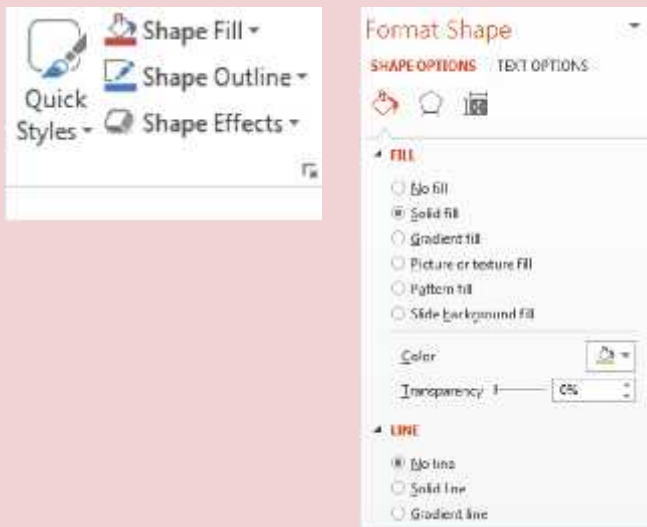 Shape Fill
Shape Outline
Quick
Styles
Shape Effects
Format Shape
SHAPE OPTIONS TEXT OPTIONS
FILL
No fill
Solid fill
Gradient fill
Picture or texture fill
Pattern fill
Slide background fill
Color
Transparency 0%
LINE
No line
Solid line
Gradient line